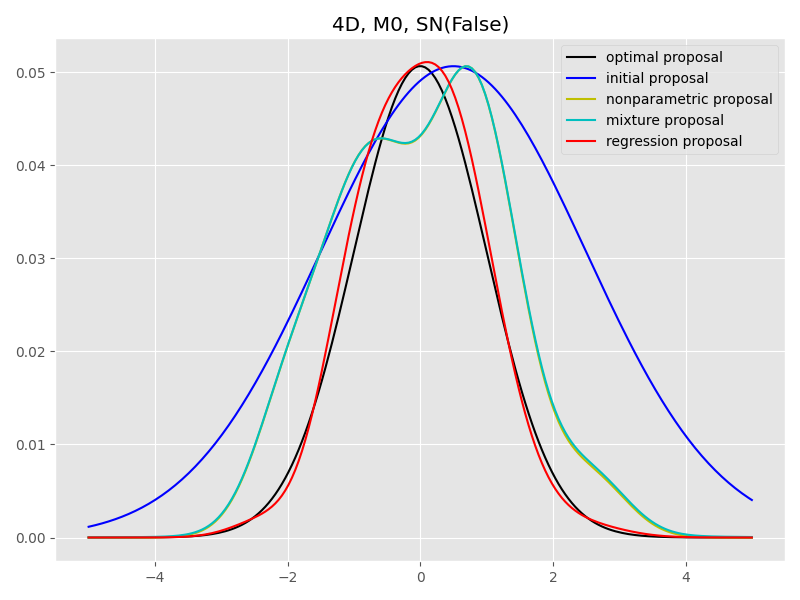 4D, M0, SN(False)
optimal proposal
initial proposal
nonparametric proposal
mixture proposal
regression proposal
0.05
0.04
0.03
0.02
0.01
0.00
−4
−2
0
2
4